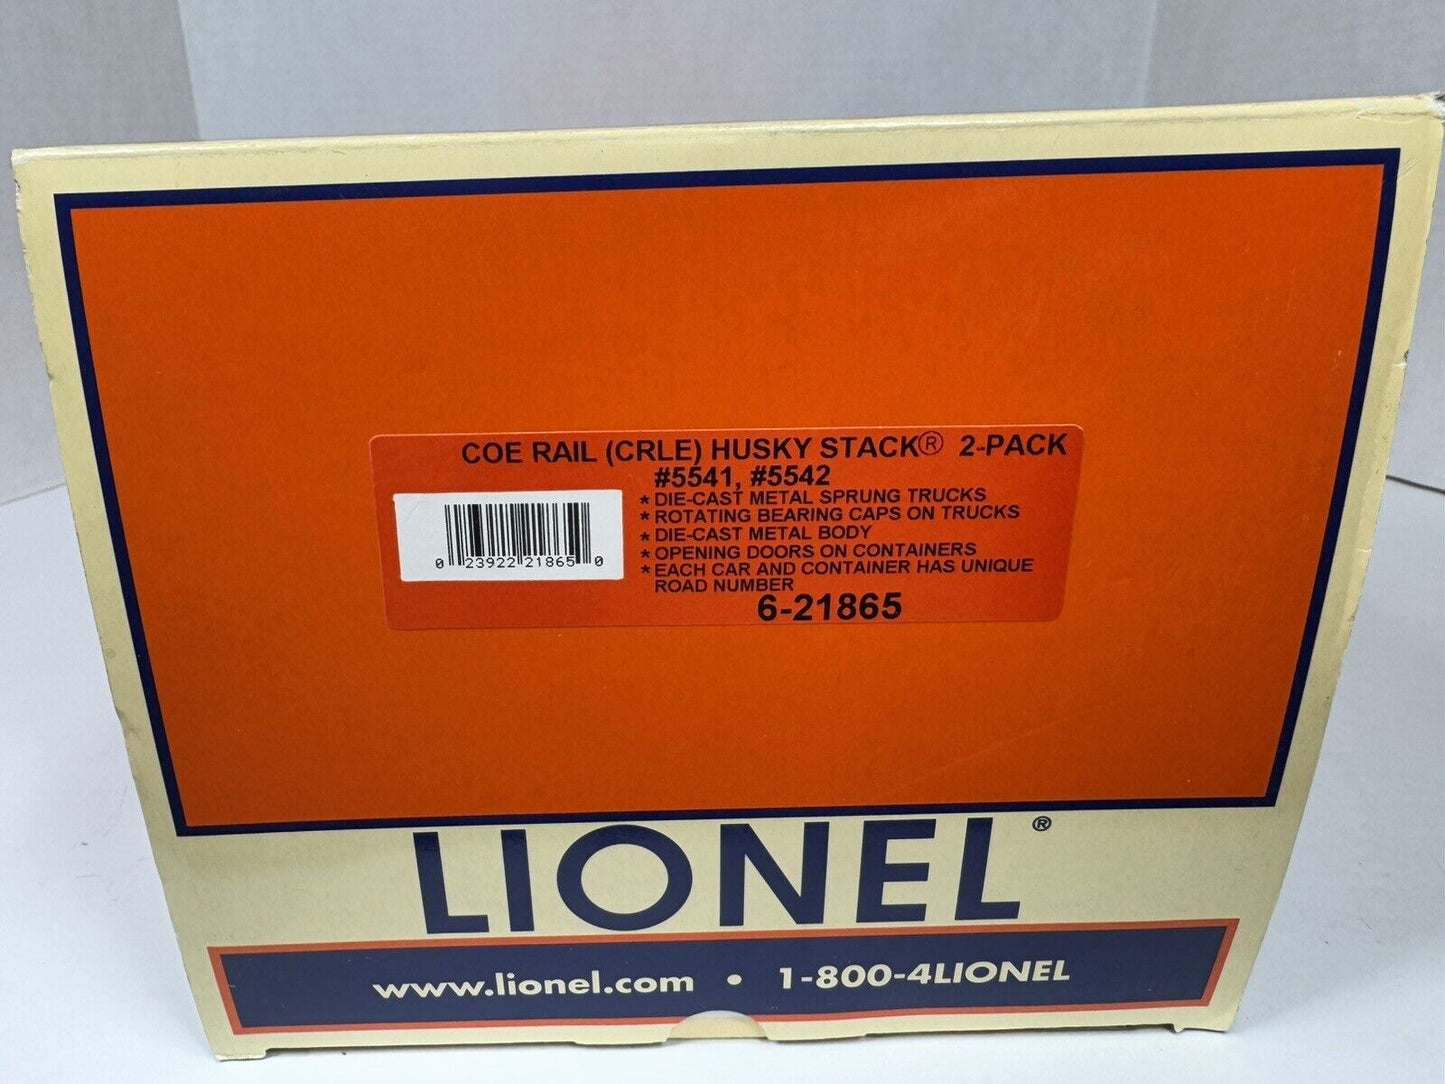 COE RAIL (CRLE) HUSKY STACK® 2-PACK
#5541, #5542
* DIE-CAST METAL SPRUNG TRUCKS
* ROTATING BEARING CAPS ON TRUCKS
* DIE-CAST METAL BODY
* OPENING DOORS ON CONTAINERS
* EACH CAR AND CONTAINER HAS UNIQUE
ROAD NUMBER
0 23922 21865 0
6-21865
LIONEL®
www.lionel.com • 1-800-4LIONEL